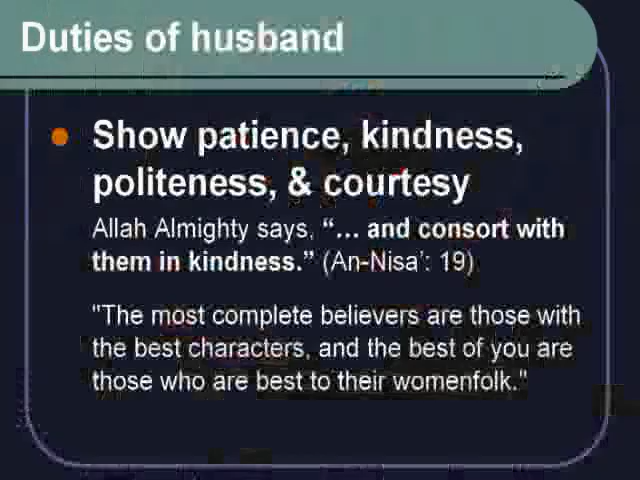 Duties of husband
Show patience, kindness,
politeness, & courtesy
Allah Almighty says, “… and consort with
them in kindness.” (An-Nisa’: 19)
"The most complete believers are those with
the best characters, and the best of you are
those who are best to their womenfolk."